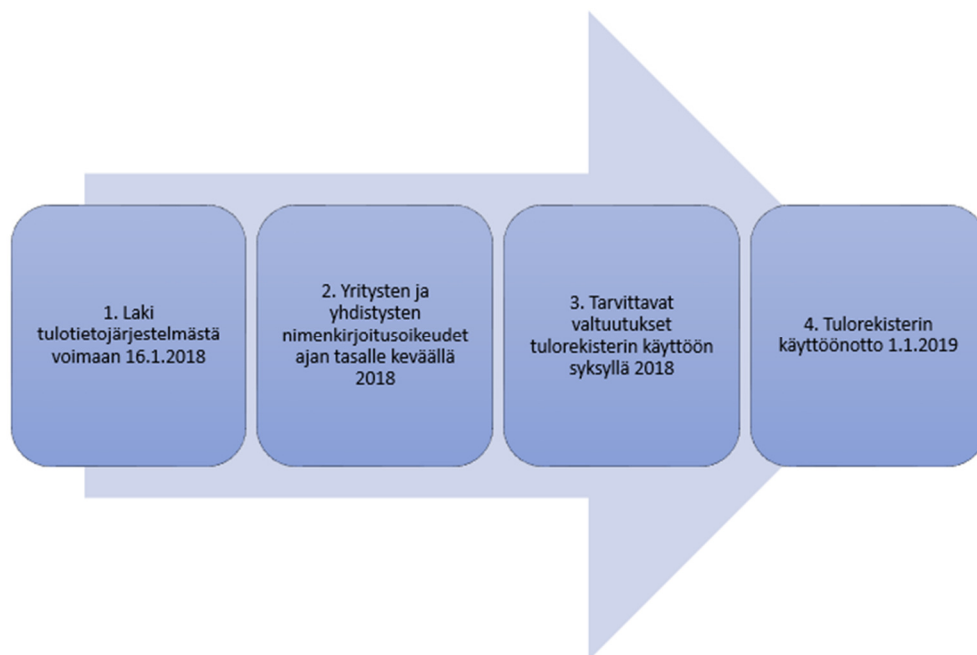 1. Laki
tulotietojärjestelmästä
voimaan 16.1.2018
2. Yritysten ja
yhdistysten
nimenkirjoitusoikeudet
ajan tasalle keväällä
2018
3. Tarvittavat
valtuutukset
tulorekisterin käyttöön
syksyllä 2018
4. Tulorekisterin
käyttöönotto 1.1.2019